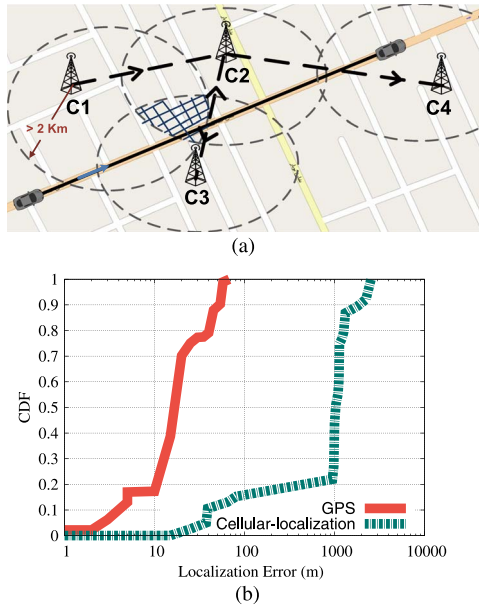 C1
C2
C4
> 2 Km
C3
(a)
1
0.9
0.8
0.7
0.6
0.5
0.4
0.3
0.2
0.1
0
CDF
GPS
Cellular-localization
1 10 100 1000 10000
Localization Error (m)
(b)